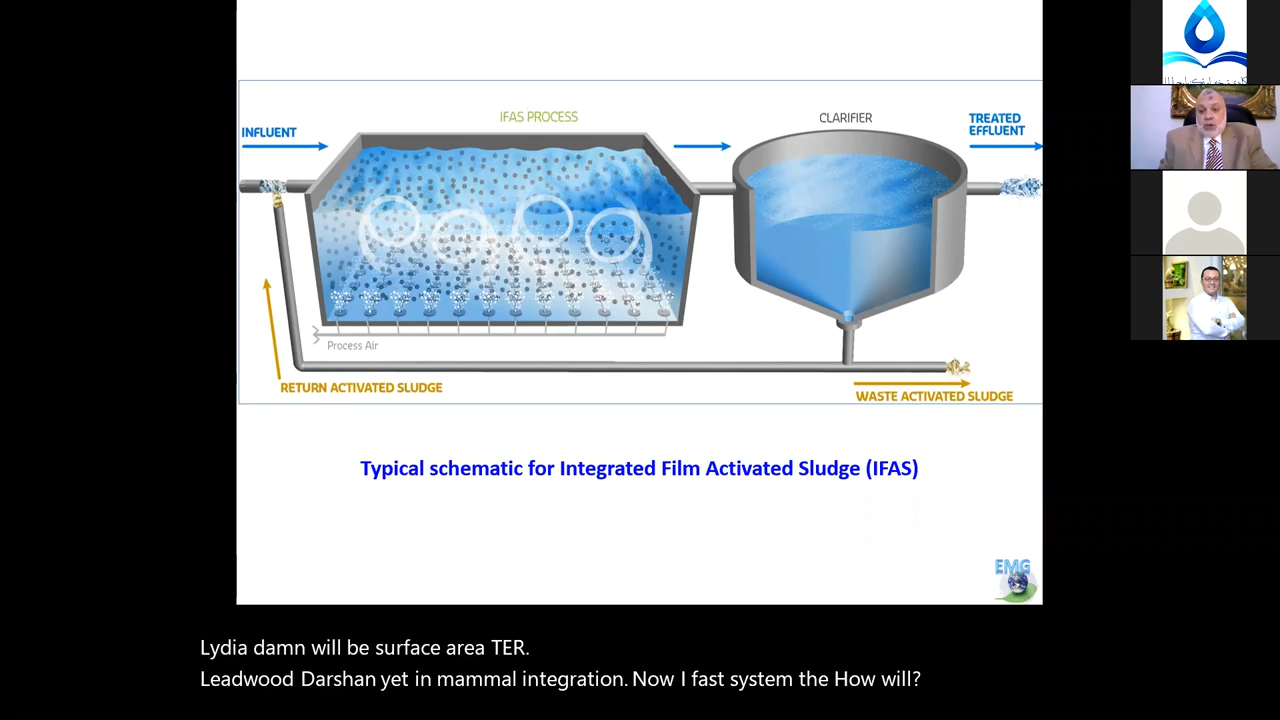 IFAS PROCESS
CLARIFIER
INFLUENT
TREATED
EFFLUENT
Process Air
RETURN ACTIVATED SLUDGE
WASTE ACTIVATED SLUDGE
Typical schematic for Integrated Film Activated Sludge (IFAS)
EMG
Lydia damn will be surface area TER.
Leadwood Darshan yet in mammal integration. Now I fast system the How will?